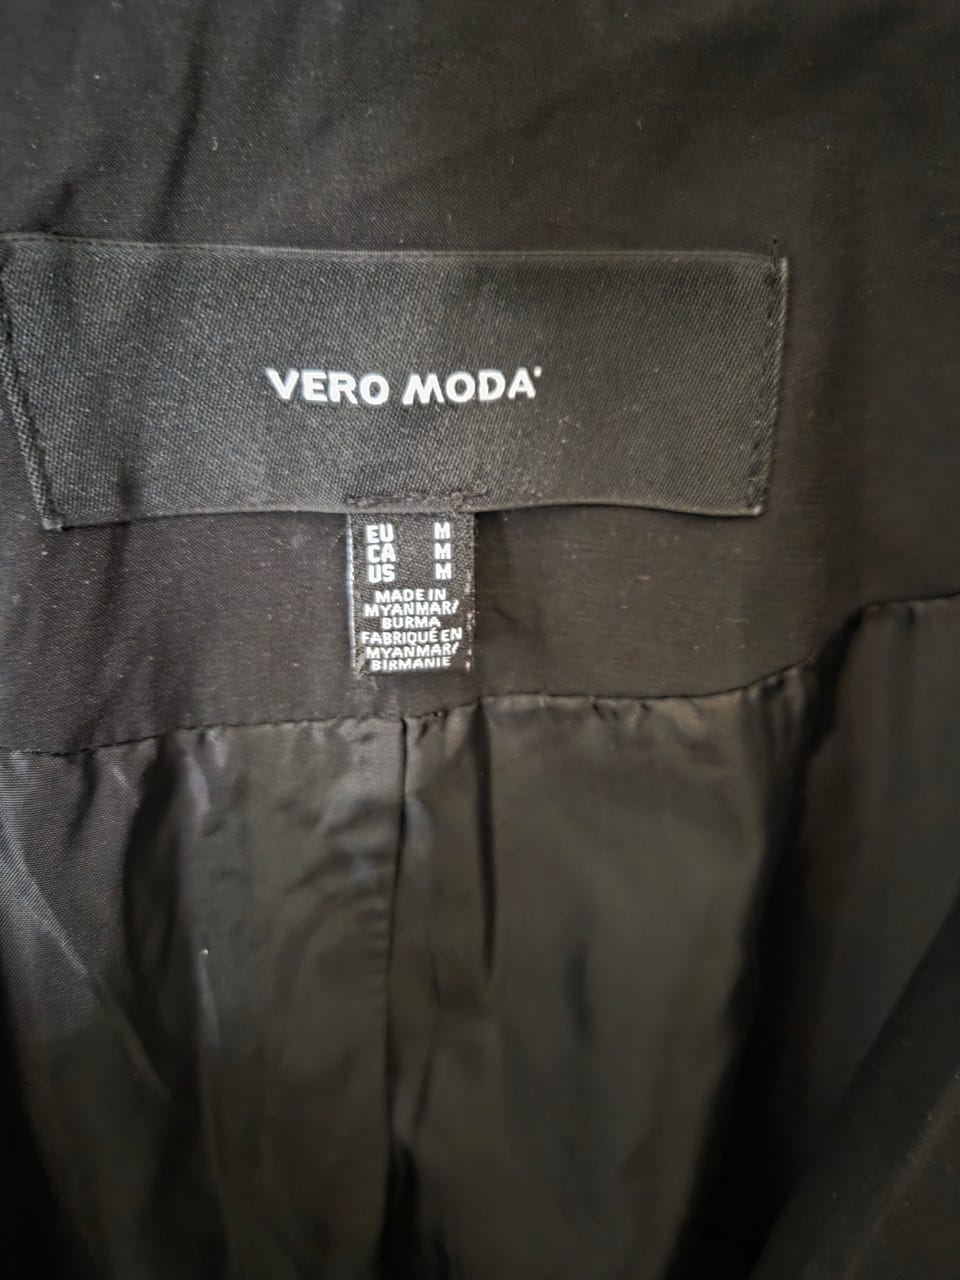 VERO MODA
EU M
CA M
US M
MADE IN
MYANMAR/
BURMA
FABRIQUÉ EN
MYANMAR/
BIRMANIE